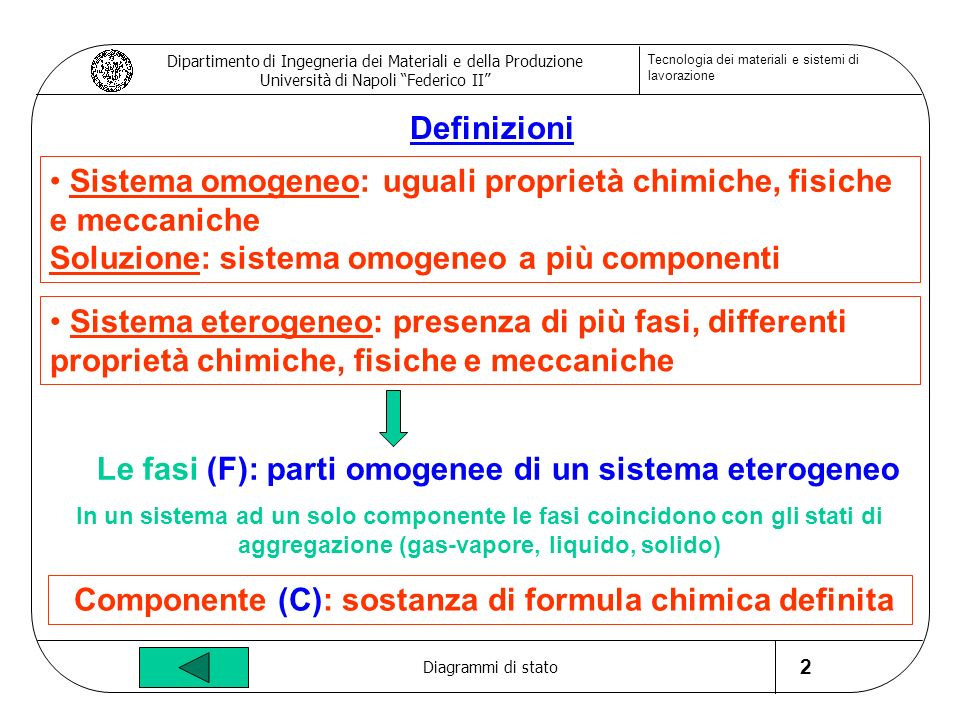 Dipartimento di Ingegneria dei Materiali e della Produzione
Università di Napoli “Federico II”
Tecnologia dei materiali e sistemi di
lavorazione
Definizioni
• Sistema omogeneo: uguali proprietà chimiche, fisiche
e meccaniche
Soluzione: sistema omogeneo a più componenti
• Sistema eterogeneo: presenza di più fasi, differenti
proprietà chimiche, fisiche e meccaniche
Le fasi (F): parti omogenee di un sistema eterogeneo
In un sistema ad un solo componente le fasi coincidono con gli stati di
aggregazione (gas-vapore, liquido, solido)
Componente (C): sostanza di formula chimica definita
Diagrammi di stato
2